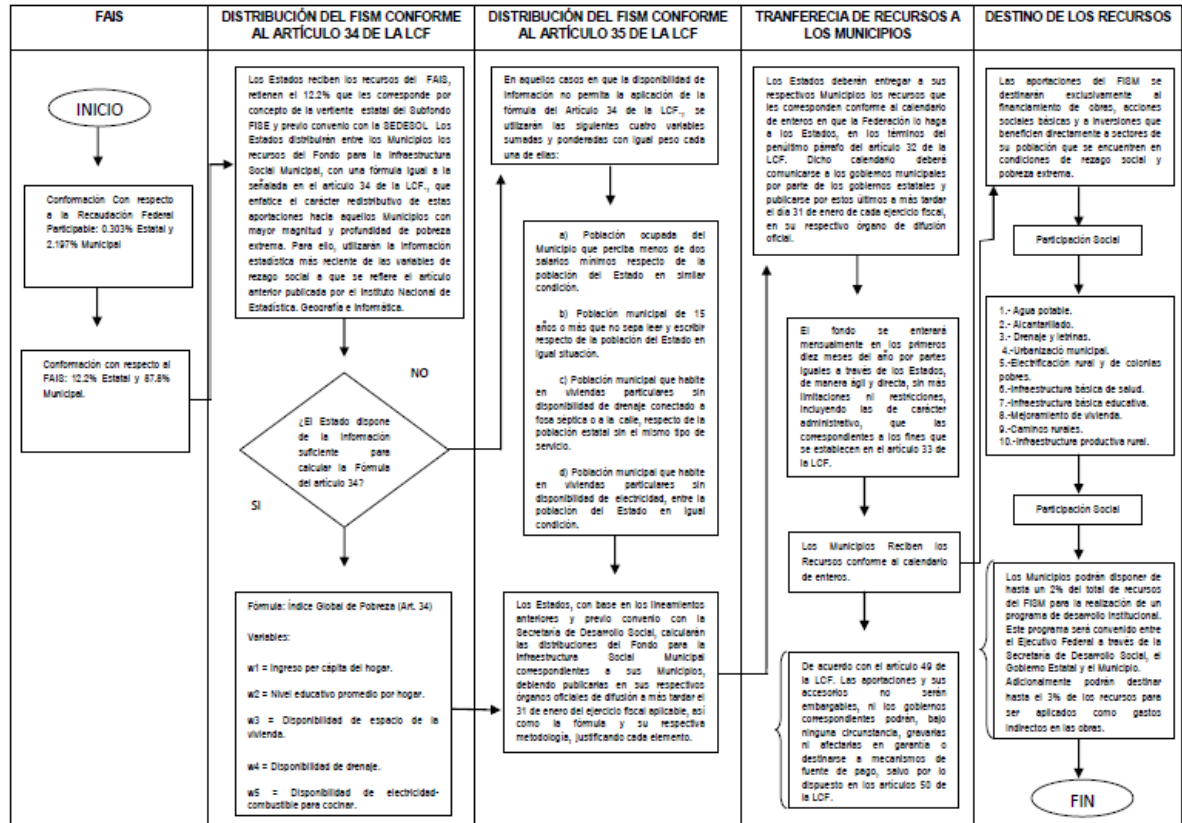 FAIS
DISTRIBUCIÓN DEL FISM CONFORME
AL ARTÍCULO 34 DE LA LCF
DISTRIBUCIÓN DEL FISM CONFORME
AL ARTÍCULO 35 DE LA LCF
TRANFERECIA DE RECURSOS A
LOS MUNICIPIOS
DESTINO DE LOS RECURSOS
INICIO
Conformación Con respecto
a la Recaudación Federal
Participable: 0.303% Estatal y
2.197% Municipal
Conformación con respecto al
FAIS: 12.2% Estatal y 87.8%
Municipal.
Los Estados reciben los recursos del FAIS,
retienen el 12.2% que les corresponde por
concepto de la vertiente estatal del Subfondo
FISE y previo convenio con la SEDESOL Los
Estados distribuirán entre los Municipios los
recursos del Fondo para la Infraestructura
Social Municipal, con una fórmula igual a la
señalada en el artículo 34 de la LCF., que
enfatice el carácter redistributivo de estas
aportaciones hacia aquellos Municipios con
mayor magnitud y profundidad de pobreza
extrema. Para ello, utilizarán la información
estadística más reciente de las variables de
rezago social a que se refiere el artículo
anterior publicada por el Instituto Nacional de
Estadística. Geografía e Informática.
NO
¿El Estado dispone
de la Información
suficiente para
calcular la Fórmula
del artículo 34?
SI
Fórmula: Índice Global de Pobreza (Art. 34)
Variables:
w1 = Ingreso per cápita del hogar.
w2 = Nivel educativo promedio por hogar.
w3 = Disponibilidad de espacio de la
vivienda.
w4 = Disponibilidad de drenaje.
w5 = Disponibilidad de electricidad-
combustible para cocinar.
En aquellos casos en que la disponibilidad de
información no permita la aplicación de la
fórmula del Artículo 34 de la LCF., se
utilizarán las siguientes cuatro variables
sumadas y ponderadas con igual peso cada
una de ellas:
a) Población ocupada del
Municipio que perciba menos de dos
salarios mínimos respecto de la
población del Estado en similar
condición.
b) Población municipal de 15
años o más que no sepa leer y escribir
respecto de la población del Estado en
igual situación.
c) Población municipal que habite
en viviendas particulares sin
disponibilidad de drenaje conectado a
fosa séptica o a la calle, respecto de la
población estatal sin el mismo tipo de
servicio.
d) Población municipal que habite
en viviendas particulares sin
disponibilidad de electricidad, entre la
población del Estado en igual
condición.
Los Estados, con base en los lineamientos
anteriores y previo convenio con la
Secretaría de Desarrollo Social, calcularán
las distribuciones del Fondo para la
Infraestructura Social Municipal
correspondientes a sus Municipios,
debiendo publicarlas en sus respectivos
órganos oficiales de difusión a más tardar el
31 de enero del ejercicio fiscal aplicable, así
como la fórmula y su respectiva
metodología, justificando cada elemento.
Los Estados deberán entregar a sus
respectivos Municipios los recursos que
les corresponden conforme al calendario
de enteros en que la Federación lo haga
a los Estados, en los términos del
penúltimo párrafo del artículo 32 de la
LCF. Dicho calendario deberá
comunicarse a los gobiernos municipales
por parte de los gobiernos estatales y
publicarse por estos últimos a más tardar
el día 31 de enero de cada ejercicio fiscal,
en su respectivo órgano de difusión
oficial.
El fondo se enterará
mensualmente en los primeros
diez meses del año por partes
iguales a través de los Estados,
de manera ágil y directa, sin más
limitaciones ni restricciones,
incluyendo las de carácter
administrativo, que las
correspondientes a los fines que
se establecen en el artículo 33 de
la LCF.
Los Municipios Reciben los
Recursos conforme al calendario
de enteros.
De acuerdo con el artículo 49 de
la LCF. Las aportaciones y sus
accesorios no serán
embargables, ni los gobiernos
correspondientes podrán, bajo
ninguna circunstancia, gravarlas
ni afectarlas en garantía o
destinarse a mecanismos de
fuente de pago, salvo por lo
dispuesto en los artículos 50 de
la LCF.
Las aportaciones del FISM se
destinarán exclusivamente al
financiamiento de obras, acciones
sociales básicas y a inversiones que
beneficien directamente a sectores de
su población que se encuentren en
condiciones de rezago social y
pobreza extrema.
Participación Social
1.- Agua potable.
2.- Alcantarillado.
3.- Drenaje y letrinas.
4.-Urbanizació municipal.
5.-Electrificación rural y de colonias
pobres.
6.-Infraestructura básica de salud.
7.-Infraestructura básica educativa.
8.-Mejoramiento de vivienda.
9.-Caminos rurales.
10.-Infraestructura productiva rural.
Participación Social
Los Municipios podrán disponer de
hasta un 2% del total de recursos
del FISM para la realización de un
programa de desarrollo institucional.
Este programa será convenido entre
el Ejecutivo Federal a través de la
Secretaría de Desarrollo Social, el
Gobierno Estatal y el Municipio.
Adicionalmente podrán destinar
hasta el 3% de los recursos para
ser aplicados como gastos
indirectos en las obras.
FIN